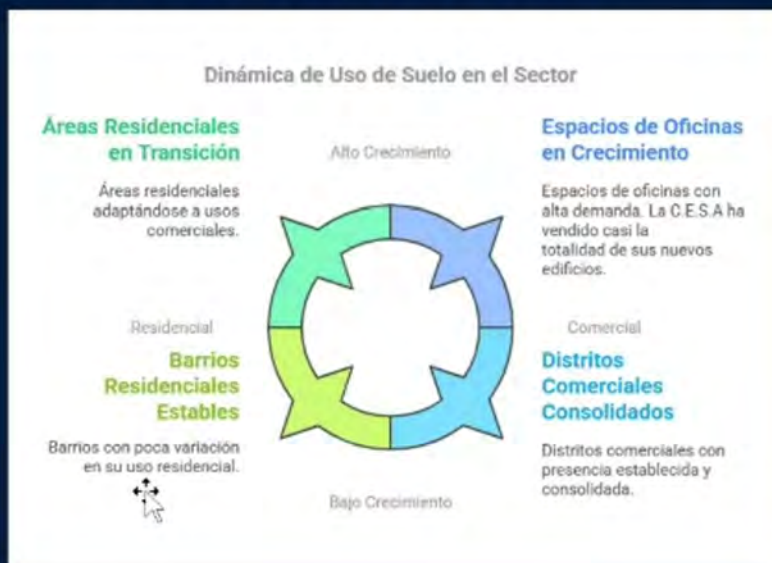 Dinámica de Uso de Suelo en el Sector
Áreas Residenciales
en Transición
Áreas residenciales
adaptándose a usos
comerciales.
Alto Crecimiento
Espacios de Oficinas
en Crecimiento
Espacios de oficinas con
alta demanda. La C.E.S.A ha
vendido casi la
totalidad de sus nuevos
edificios.
Residencial
Comercial
Barrios
Residenciales
Estables
Barrios con poca variación
en su uso residencial.
Distritos
Comerciales
Consolidados
Distritos comerciales con
presencia establecida y
consolidada.
Bajo Crecimiento